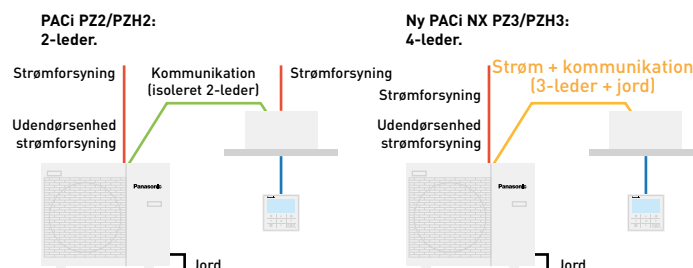 PACi PZ2/PZH2:
2-leder.
Strømforsyning
Kommunikation
(isoleret 2-leder)
Strømforsyning
Udendørsenhed
strømforsyning
Panasonic
Jord
Ny PACi NX PZ3/PZH3:
4-leder.
Strøm + kommunikation
(3-leder + jord)
Strømforsyning
Udendørsenhed
strømforsyning
Panasonic
Jord